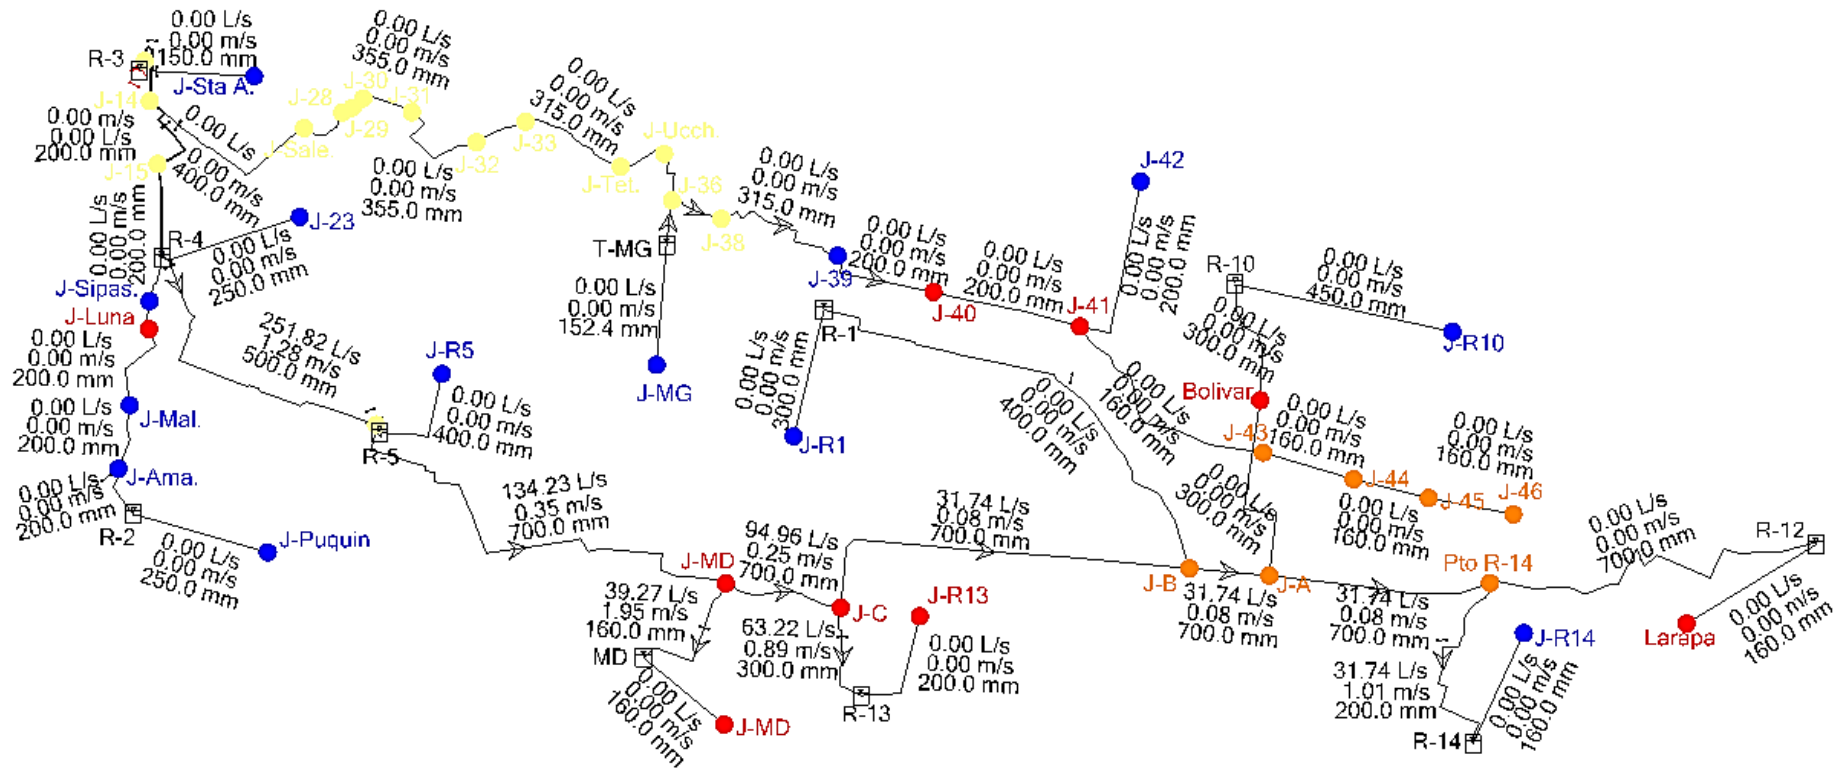 0.00 L/s
0.00 m/s
150.0 mm
R-3
J-Sta A.
J-14
0.00 m/s
0.00 L/s
200.0 mm
0.00 L/s
0.00 m/s
400.0 mm
J-15
J-Sale.
J-28
J-29
J-30
J-31
0.00 L/s
0.00 m/s
355.0 mm
J-32
J-33
0.00 L/s
0.00 m/s
355.0 mm
0.00 L/s
0.00 m/s
315.0 mm
J-Tet.
J-Ucch.
J-36
J-38
0.00 L/s
0.00 m/s
315.0 mm
J-39
T-MG
0.00 L/s
0.00 m/s
152.4 mm
J-MG
0.00 L/s
0.00 m/s
200.0 mm
R-4
J-23
0.00 L/s
0.00 m/s
250.0 mm
J-Sipas.
J-Luna
0.00 L/s
0.00 m/s
200.0 mm
J-Mal.
0.00 L/s
0.00 m/s
200.0 mm
J-Ama.
0.00 L/s
0.00 m/s
200.0 mm
R-2
J-Puquin
0.00 L/s
0.00 m/s
250.0 mm
251.82 L/s
1.28 m/s
500.0 mm
J-R5
0.00 L/s
0.00 m/s
400.0 mm
R-5
134.23 L/s
0.35 m/s
700.0 mm
J-MD
39.27 L/s
1.95 m/s
160.0 mm
MD
0.00 L/s
0.00 m/s
160.0 mm
J-MD
94.96 L/s
0.25 m/s
700.0 mm
J-C
63.22 L/s
0.89 m/s
300.0 mm
R-13
J-R13
0.00 L/s
0.00 m/s
200.0 mm
31.74 L/s
0.08 m/s
700.0 mm
R-1
0.00 L/s
0.00 m/s
300.0 mm
J-R1
0.00 L/s
0.00 m/s
400.0 mm
0.00 L/s
0.00 m/s
200.0 mm
J-40
0.00 L/s
0.00 m/s
200.0 mm
J-41
J-42
0.00 L/s
0.00 m/s
200.0 mm
0.00 L/s
0.00 m/s
160.0 mm
R-10
0.00 L/s
0.00 m/s
450.0 mm
J-R10
0.00 L/s
0.00 m/s
300.0 mm
Bolivar
J-43
0.00 L/s
0.00 m/s
160.0 mm
J-44
0.00 L/s
0.00 m/s
160.0 mm
J-45
0.00 L/s
0.00 m/s
160.0 mm
J-46
0.00 L/s
0.00 m/s
300.0 mm
J-B
31.74 L/s
0.08 m/s
700.0 mm
J-A
31.74 L/s
0.08 m/s
700.0 mm
Pto R-14
31.74 L/s
1.01 m/s
200.0 mm
R-14
J-R14
0.00 L/s
0.00 m/s
160.0 mm
0.00 L/s
0.00 m/s
700.0 mm
R-12
Larapa
0.00 L/s
0.00 m/s
160.0 mm